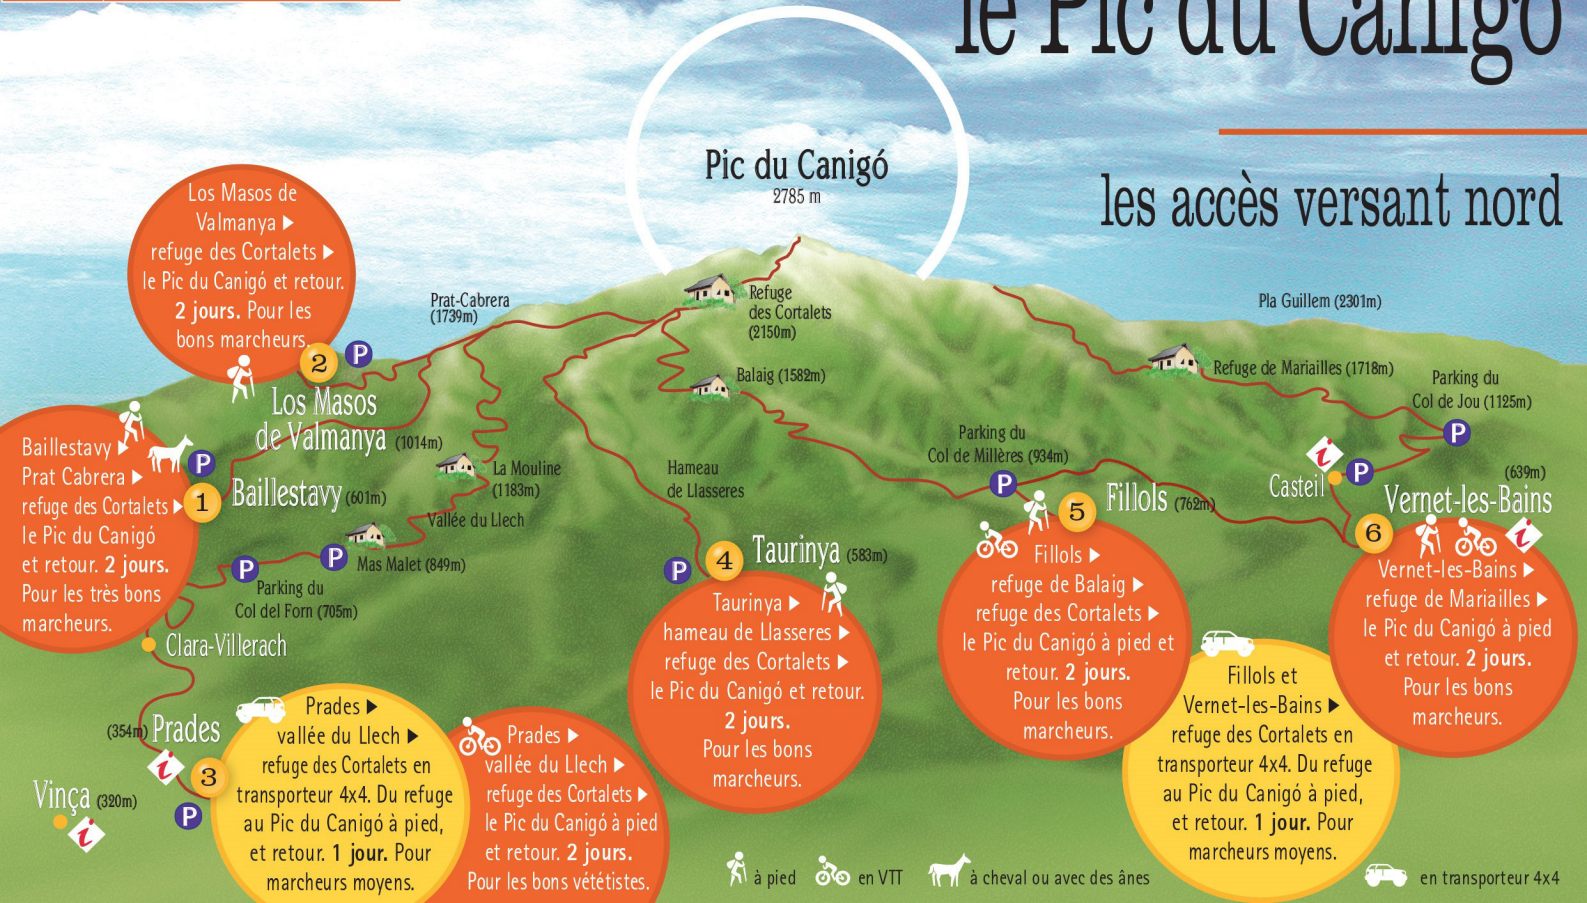 le Pic du Canigó
les accès versant nord
Pic du Canigó
2785 m
Los Masos de
Valmanya ▶
refuge des Cortalets ▶
le Pic du Canigó et retour.
2 jours. Pour les
bons marcheurs.
2
P
Los Masos
de Valmanya (1014m)
Prat-Cabrera
(1739m)
Refuge
des Cortalets
(2150m)
Balaig (1582m)
Pla Guillem (2301m)
Refuge de Mariailles (1718m)
Parking du
Col de Jou (1125m)
P
Baillestavy ▶
Prat Cabrera ▶
refuge des Cortalets ▶
le Pic du Canigó
et retour. 2 jours.
Pour les très bons
marcheurs.
P
1
Baillestavy (601m)
La Mouline
(1183m)
Vallée du Llech
P
P
Mas Malet (849m)
Parking du
Col del Forn (705m)
Clara-Villerach
Hameau
de Llasseres
Parking du
Col de Millères (934m)
P
i
Casteil
P
(639m)
Vernet-les-Bains
6
i
Vernet-les-Bains ▶
refuge de Mariailles ▶
le Pic du Canigó à pied
et retour. 2 jours.
Pour les bons
marcheurs.
5
Fillols (762m)
Fillols ▶
refuge de Balaig ▶
refuge des Cortalets ▶
le Pic du Canigó à pied et
retour. 2 jours.
Pour les bons
marcheurs.
P
4
Taurinya (583m)
Taurinya ▶
hameau de Llasseres ▶
refuge des Cortalets ▶
le Pic du Canigó et retour.
2 jours.
Pour les bons
marcheurs.
Fillols et
Vernet-les-Bains ▶
refuge des Cortalets en
transporteur 4x4. Du refuge
au Pic du Canigó à pied,
et retour. 1 jour. Pour
marcheurs moyens.
(354m) Prades
i
3
P
Vinça (320m)
i
Prades ▶
vallée du Llech ▶
refuge des Cortalets en
transporteur 4x4. Du refuge
au Pic du Canigó à pied,
et retour. 1 jour. Pour
marcheurs moyens.
Prades ▶
vallée du Llech ▶
refuge des Cortalets ▶
le Pic du Canigó à pied
et retour. 2 jours.
Pour les bons vététistes.
à pied
en VTT
à cheval ou avec des ânes
en transporteur 4x4